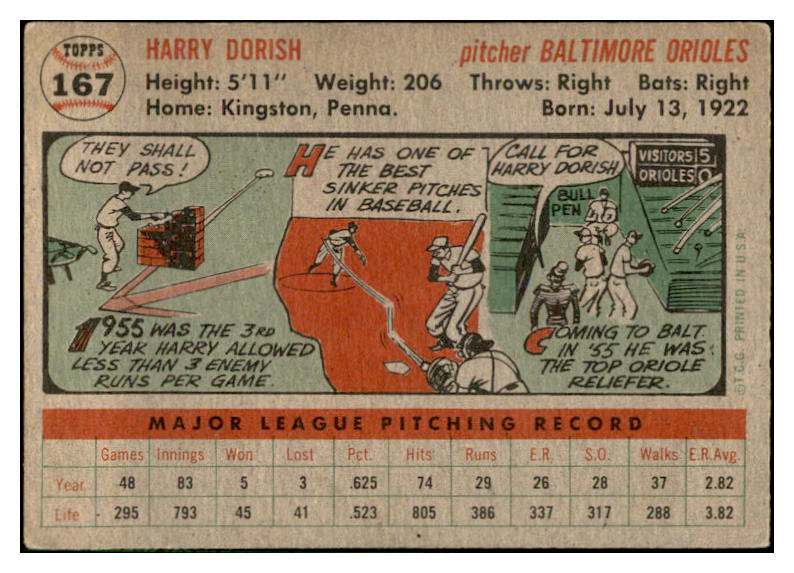 TOPPS
167
HARRY DORISH
pitcher BALTIMORE ORIOLES
Height: 5'11" Weight: 206 Throws: Right Bats: Right
Home: Kingston, Penna. Born: July 13, 1922
THEY SHALL
NOT PASS!
HE HAS ONE OF
THE BEST
SINKER PITCHES
IN BASEBALL.
CALL FOR
HARRY DORISH
VISITORS 5
ORIOLES 0
BULL
PEN
1955 WAS THE 3RD
YEAR HARRY ALLOWED
LESS THAN 3 ENEMY
RUNS PER GAME.
COMING TO BALT.
IN '55 HE WAS
THE TOP ORIOLE
RELIEFER.
© T.C.G. PRINTED IN U.S.A.
MAJOR LEAGUE PITCHING RECORD
Games Innings Won Lost Pct. Hits Runs E.R. S.O. Walks E.R.Avg.
Year 48 83 5 3 .625 74 29 26 28 37 2.82
Life 295 793 45 41 .523 805 386 337 317 288 3.82